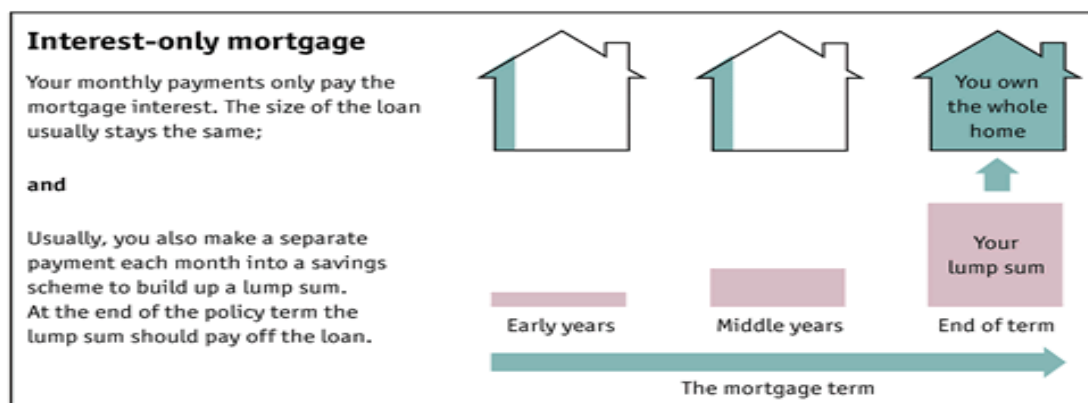 Interest-only mortgage
Your monthly payments only pay the
mortgage interest. The size of the loan
usually stays the same;
and
Usually, you also make a separate
payment each month into a savings
scheme to build up a lump sum.
At the end of the policy term the
lump sum should pay off the loan.
You own
the whole
home
Your
lump sum
Early years
Middle years
End of term
The mortgage term